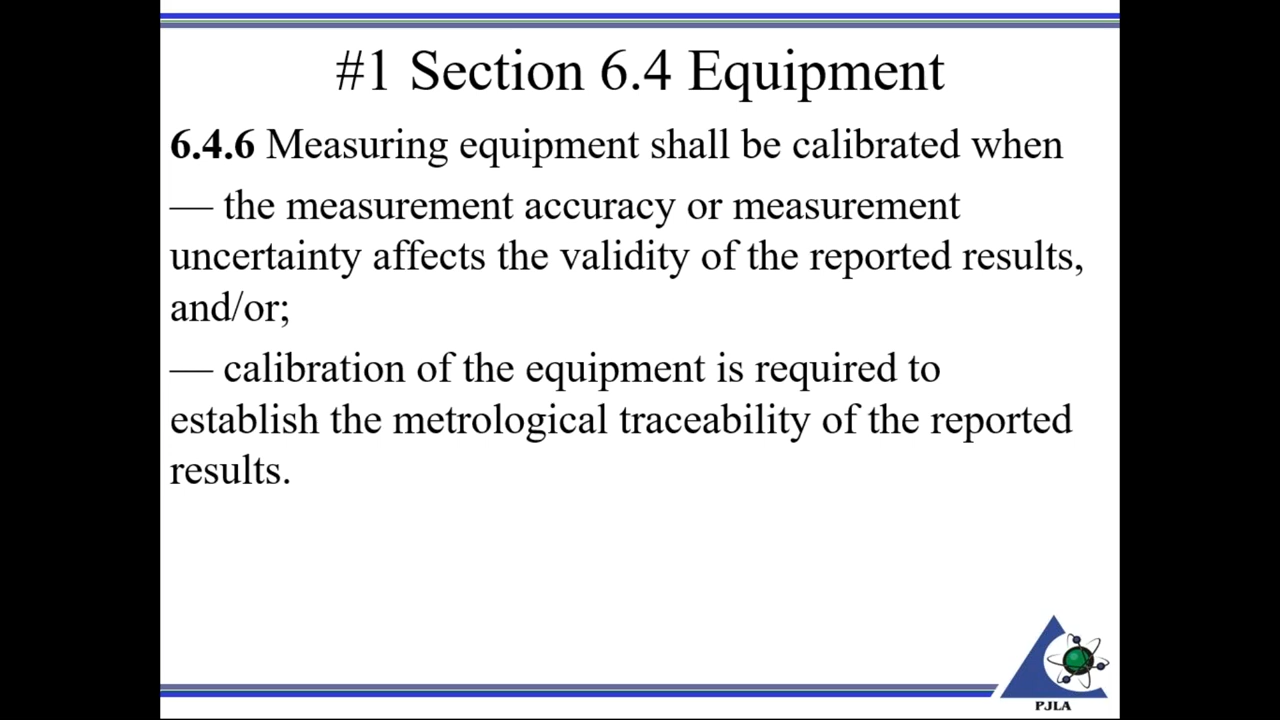 #1 Section 6.4 Equipment
6.4.6 Measuring equipment shall be calibrated when
— the measurement accuracy or measurement
uncertainty affects the validity of the reported results,
and/or;
— calibration of the equipment is required to
establish the metrological traceability of the reported
results.
PJLA